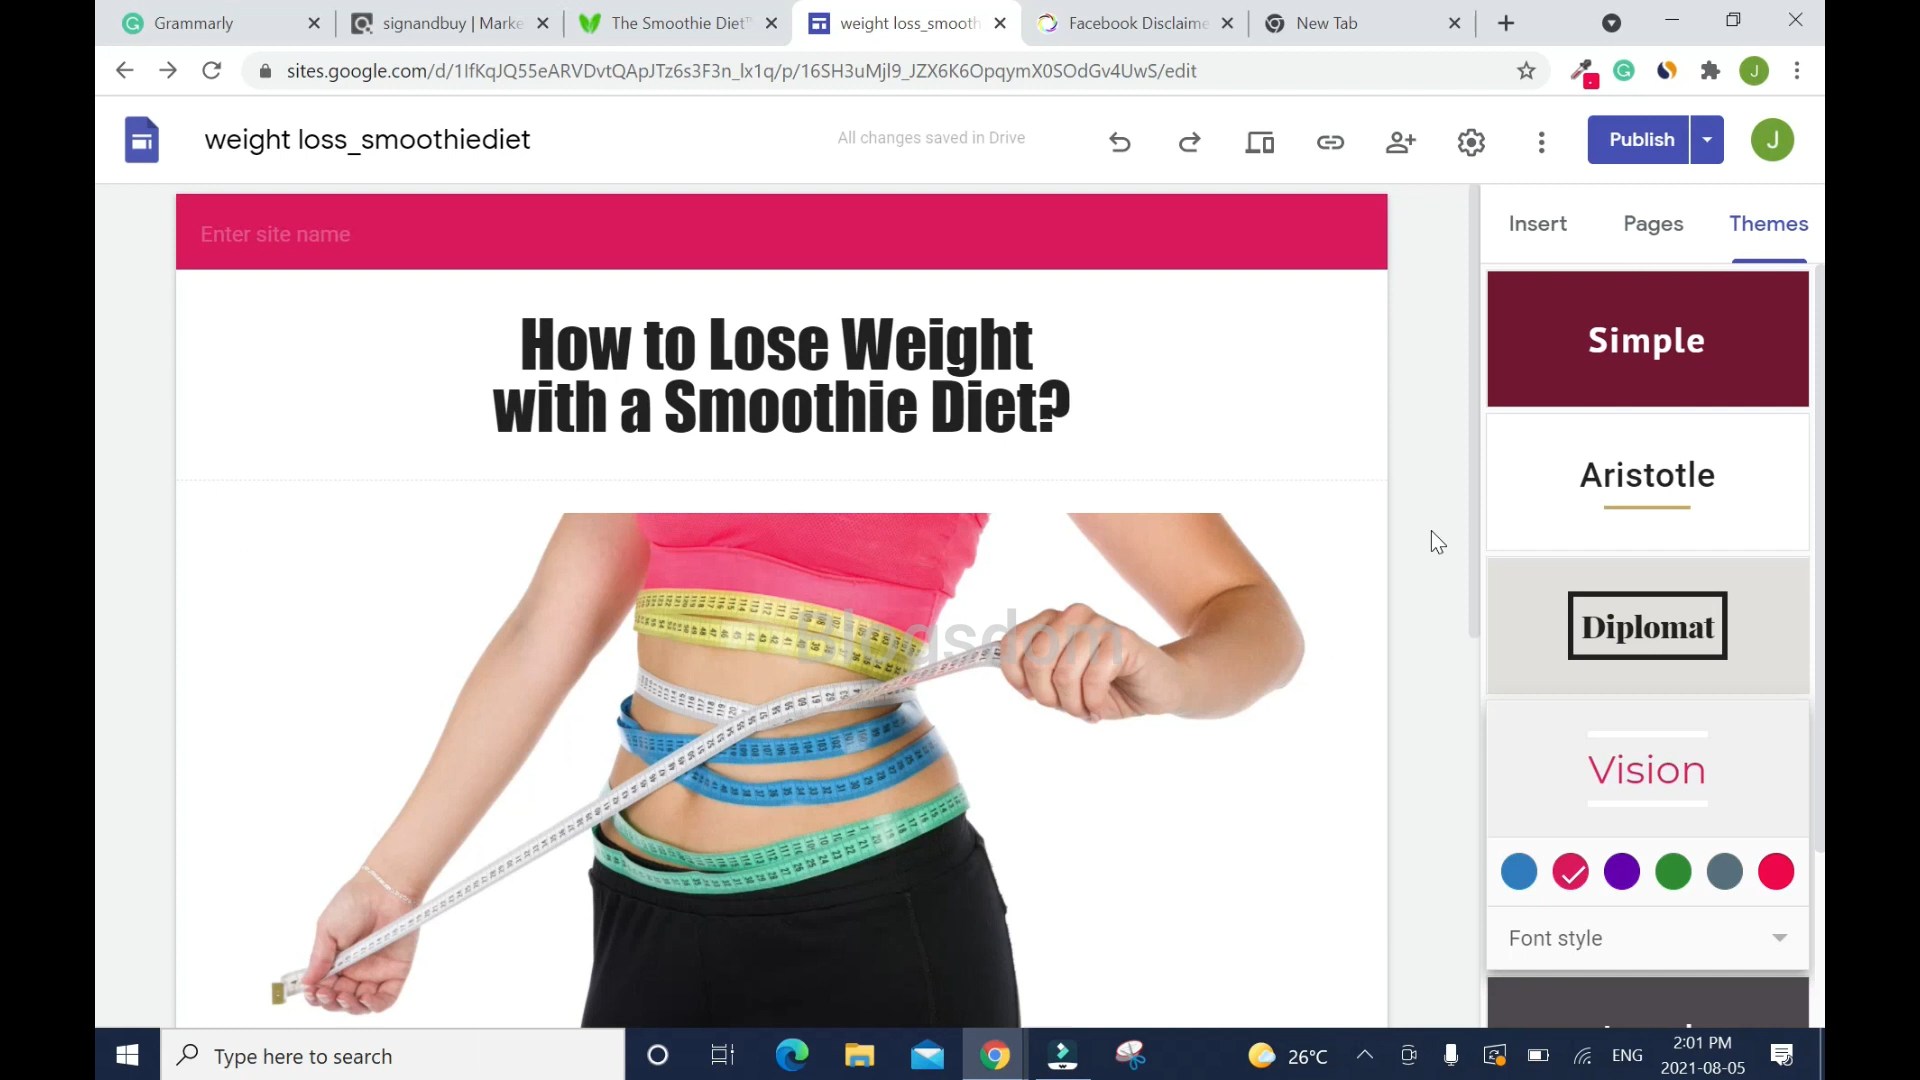 Grammarly
signandbuy | Marke
The Smoothie Diet™
weight loss_smooth
Facebook Disclaime
New Tab
sites.google.com/d/1IfKqJQ55eARVDvtQApJTz6s3F3n_lx1q/p/16SH3uMjl9_JZX6K6OpqymX0SOdGv4UwS/edit
J
weight loss_smoothiediet
All changes saved in Drive
Publish
J
Enter site name
Insert
Pages
Themes
How to Lose Weight
with a Smoothie Diet?
Simple
Aristotle
Diplomat
Blogsdom
Vision
Font style
Type here to search
26°C
ENG
2:01 PM
2021-08-05